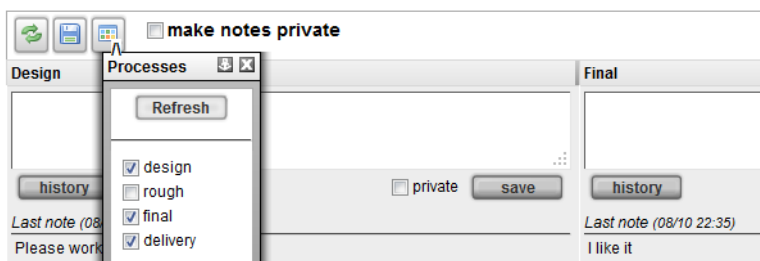 make notes private
Processes
Design
Final
Refresh
design
rough
final
delivery
history
private
save
history
Last note (08/
Last note (08/10 22:35)
Please work
I like it